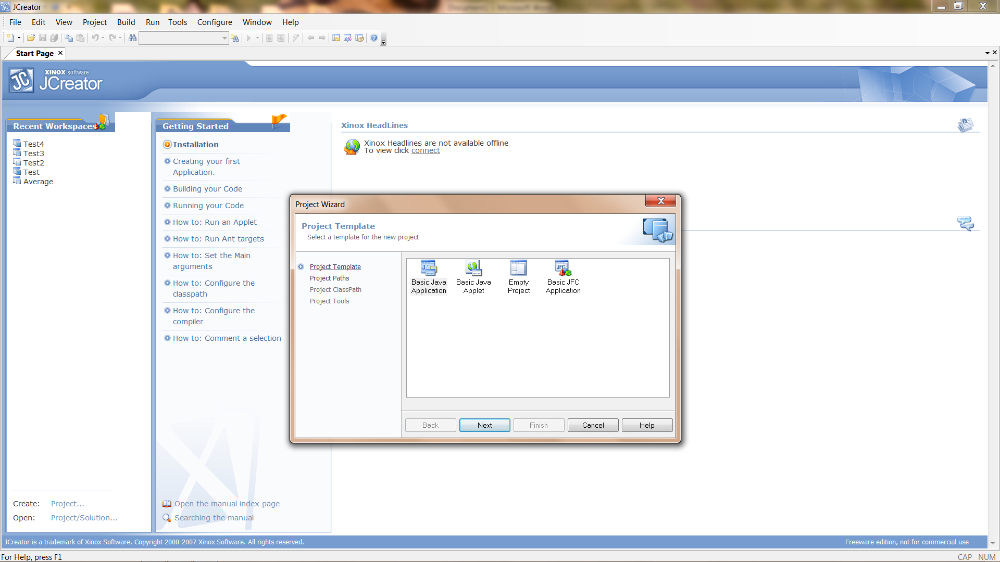 JCreator
File Edit View Project Build Run Tools Configure Window Help
Start Page
XINOX software
JCreator
Recent Workspaces
Test4
Test3
Test2
Test
Average
Create: Project...
Open: Project/Solution...
Getting Started
Installation
Creating your first
Application.
Building your Code
Running your Code
How to: Run an Applet
How to: Run Ant targets
How to: Set the Main
arguments
How to: Configure the
classpath
How to: Configure the
compiler
How to: Comment a selection
Open the manual index page
Searching the manual
Xinox HeadLines
Xinox Headlines are not available offline
To view click connect
Project Wizard
Project Template
Select a template for the new project
Project Template
Project Paths
Project ClassPath
Project Tools
Basic Java
Application
Basic Java
Applet
Empty
Project
Basic JFC
Application
Back Next Finish Cancel Help
JCreator is a trademark of Xinox Software. Copyright 2000-2007 Xinox Software. All rights reserved.
Freeware edition, not for commercial use
For Help, press F1
CAP NUM